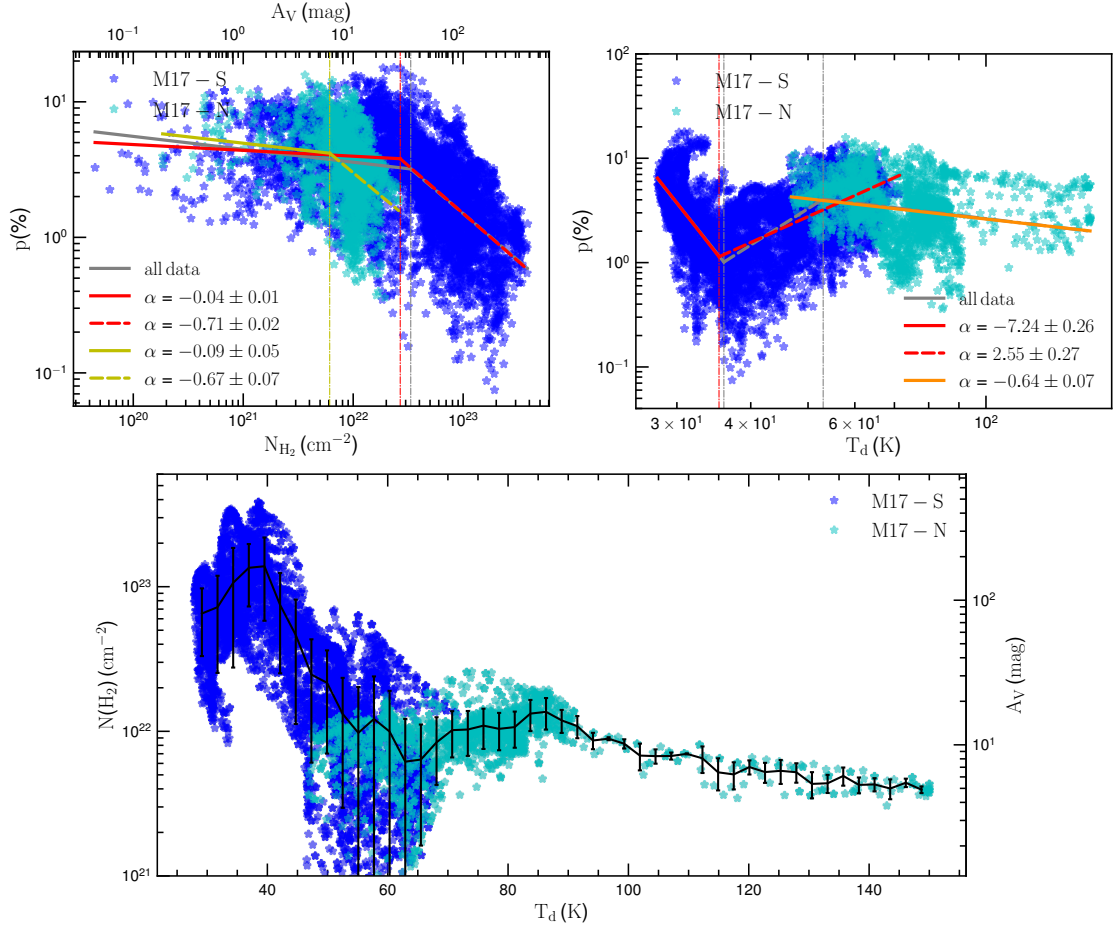 A_V (mag)
10^{-1} 10^0 10^1 10^2
M17 − S
M17 − N
10^1
10^0
10^{-1}
p(%)
all data
α = −0.04 ± 0.01
α = −0.71 ± 0.02
α = −0.09 ± 0.05
α = −0.67 ± 0.07
10^{20} 10^{21} 10^{22} 10^{23}
N_{H_2} (cm^{−2})
10^2
10^1
10^0
10^{-1}
p(%)
M17 − S
M17 − N
all data
α = −7.24 ± 0.26
α = 2.55 ± 0.27
α = −0.64 ± 0.07
3 × 10^1 4 × 10^1 6 × 10^1 10^2
T_d (K)
M17 − S
M17 − N
10^{23}
10^{22}
10^{21}
N(H_2) (cm^{−2})
10^2
10^1
A_V (mag)
40 60 80 100 120 140
T_d (K)